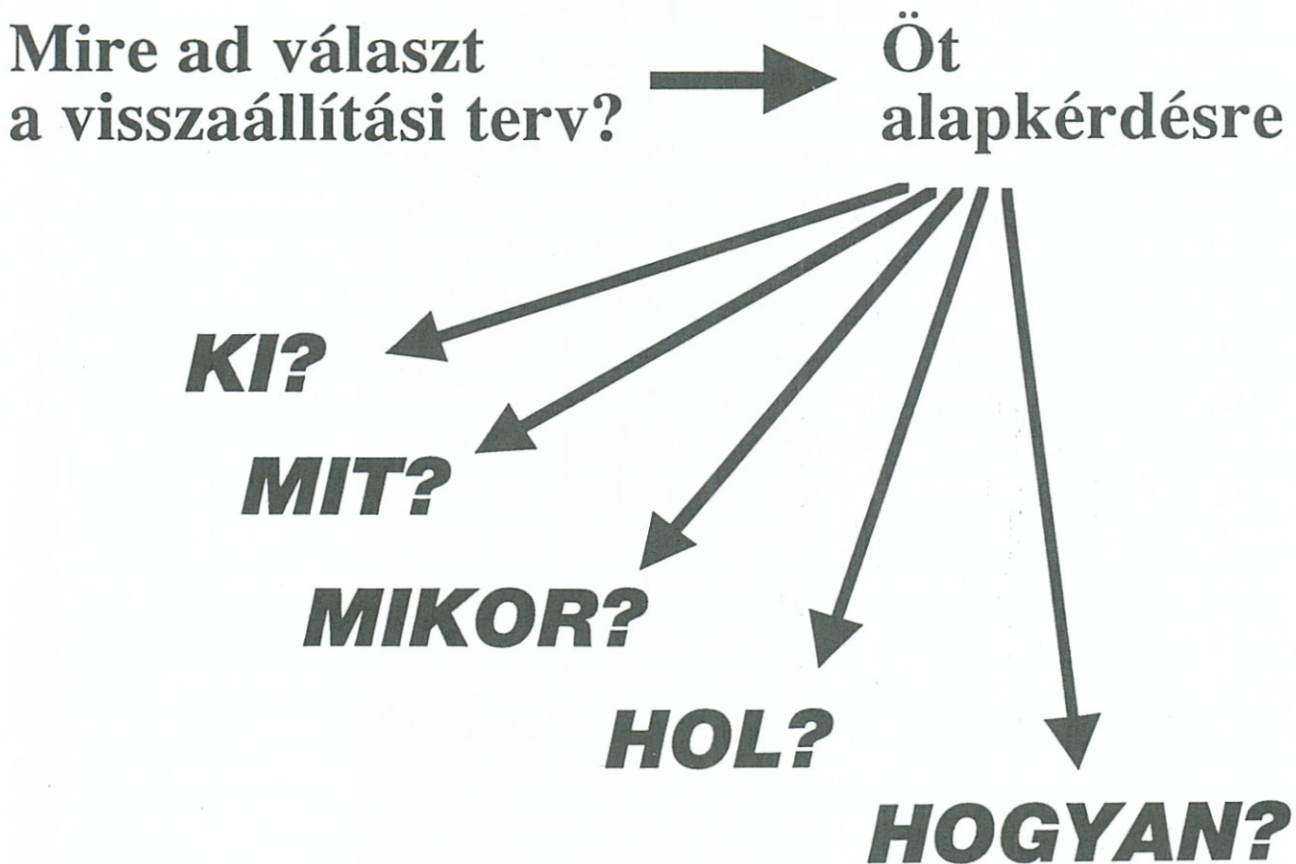 Mire ad választ
a visszaállítási terv?
Öt
alapkérdésre
KI?
MIT?
MIKOR?
HOL?
HOGYAN?